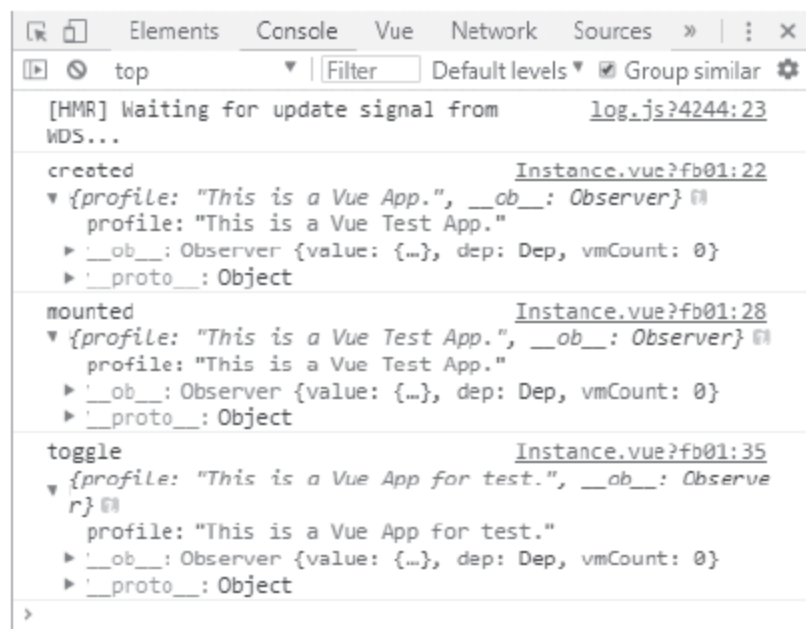 Elements Console Vue Network Sources » ⋮ ×
top ▼ Filter Default levels ▼ Group similar
[HMR] Waiting for update signal from log.js?4244:23
WDS...
created Instance.vue?fb01:22
▼ {profile: "This is a Vue App.", __ob__: Observer}
profile: "This is a Vue Test App."
▶ __ob__: Observer {value: {…}, dep: Dep, vmCount: 0}
▶ __proto__: Object
mounted Instance.vue?fb01:28
▼ {profile: "This is a Vue Test App.", __ob__: Observer}
profile: "This is a Vue Test App."
▶ __ob__: Observer {value: {…}, dep: Dep, vmCount: 0}
▶ __proto__: Object
toggle Instance.vue?fb01:35
▼ {profile: "This is a Vue App for test.", __ob__: Observe
r}
profile: "This is a Vue App for test."
▶ __ob__: Observer {value: {…}, dep: Dep, vmCount: 0}
▶ __proto__: Object
>